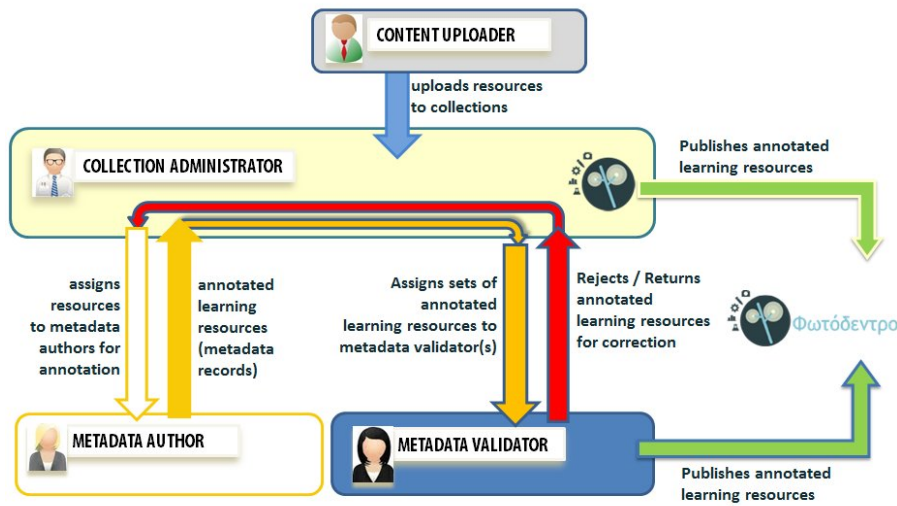 CONTENT UPLOADER
uploads resources
to collections
COLLECTION ADMINISTRATOR
Publishes annotated
learning resources
assigns
resources
to metadata
authors for
annotation
annotated
learning
resources
(metadata
records)
Assigns sets of
annotated
learning resources to
metadata validator(s)
Rejects / Returns
annotated
learning resources
for correction
Φωτόδεντρο
METADATA AUTHOR
METADATA VALIDATOR
Publishes annotated
learning resources